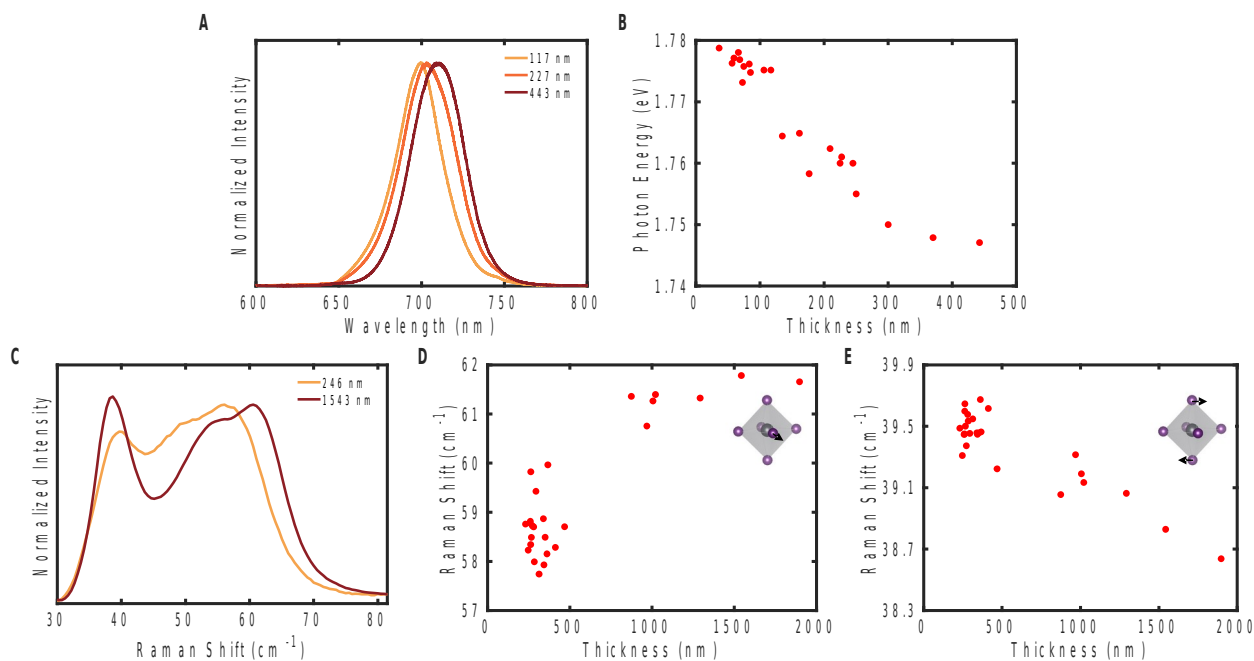 A
117 nm
227 nm
443 nm
Normalized Intensity
600 650 700 750 800
Wavelength (nm)
B
1.78
1.77
1.76
1.75
1.74
Photon Energy (eV)
0 100 200 300 400 500
Thickness (nm)
C
246 nm
1543 nm
Normalized Intensity
30 40 50 60 70 80
Raman Shift (cm⁻¹)
D
62
61
60
59
58
57
Raman Shift (cm⁻¹)
0 500 1000 1500 2000
Thickness (nm)
E
39.9
39.5
39.1
38.7
38.3
Raman Shift (cm⁻¹)
0 500 1000 1500 2000
Thickness (nm)